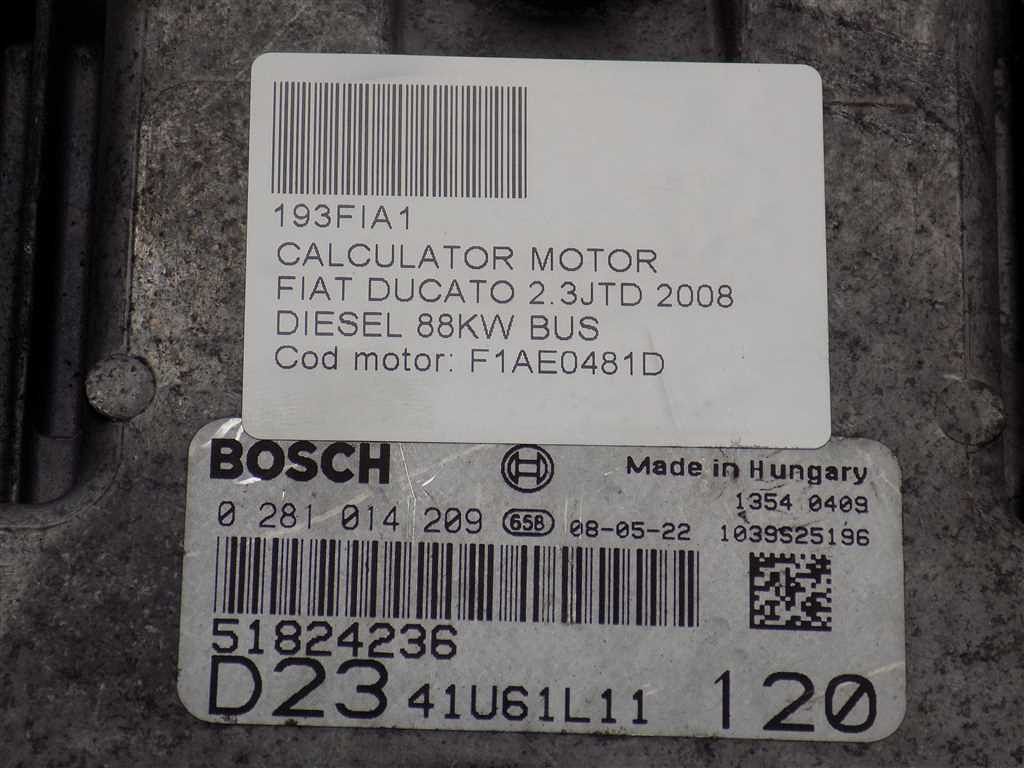 193FIA1
CALCULATOR MOTOR
FIAT DUCATO 2.3JTD 2008
DIESEL 88KW BUS
Cod motor: F1AE0481D
BOSCH Made in Hungary
1354 0409
0 281 014 209 658 08-05-22 1039S25196
51824236
D23 41U61L11 120